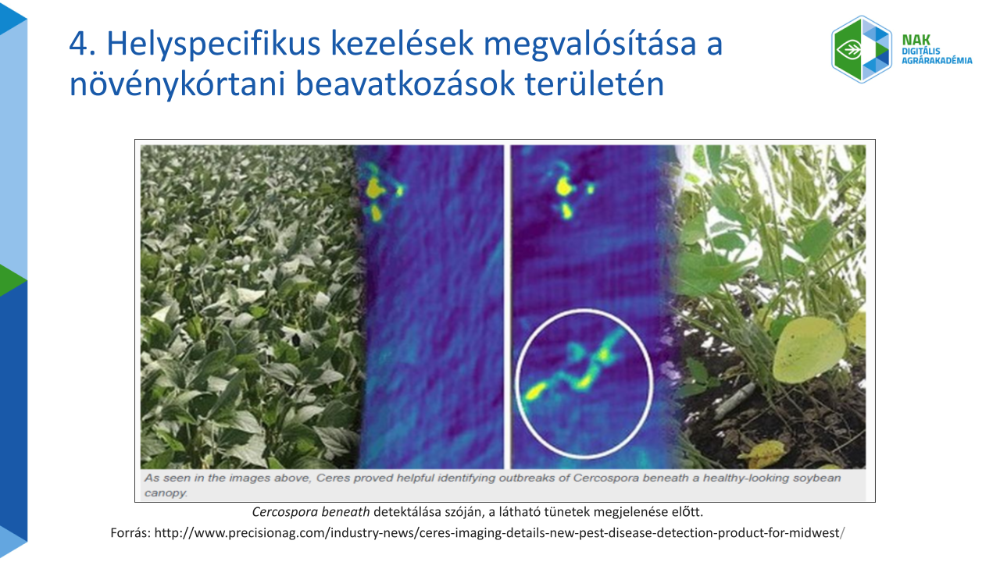 4. Helyspecifikus kezelések megvalósítása a
növénykórtani beavatkozások területén
NAK
DIGITÁLIS
AGRÁRAKADÉMIA
As seen in the images above, Ceres proved helpful identifying outbreaks of Cercospora beneath a healthy-looking soybean
canopy.
Cercospora beneath detektálása szóján, a látható tünetek megjelenése előtt.
Forrás: http://www.precisionag.com/industry-news/ceres-imaging-details-new-pest-disease-detection-product-for-midwest/